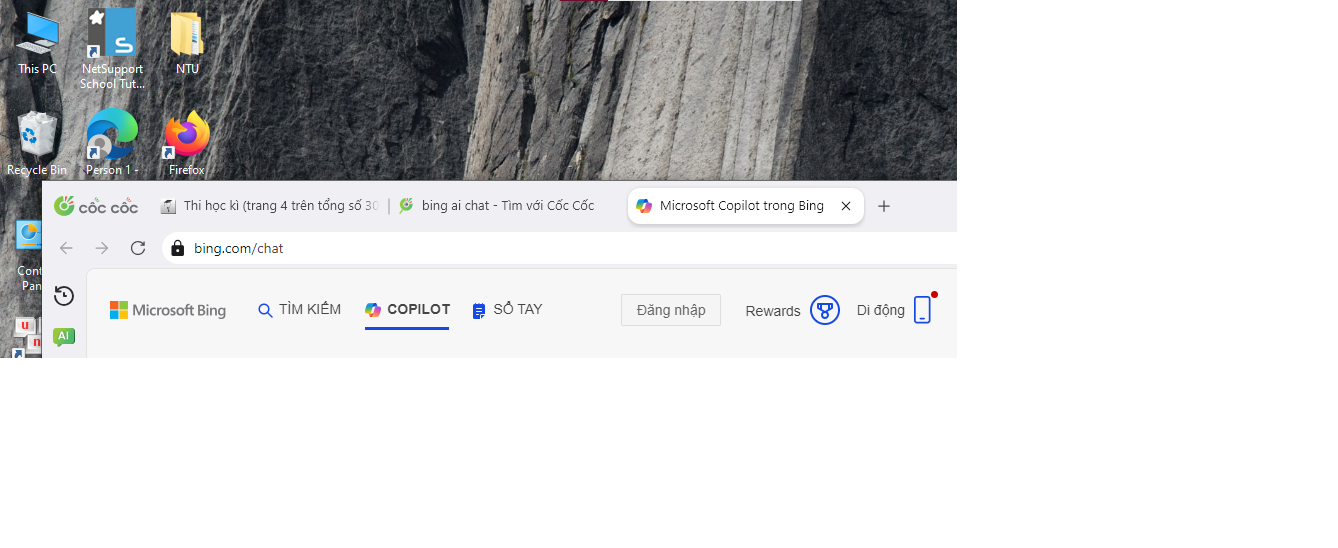 This PC
NetSupport
School Tut...
NTU
Recycle Bin
Person 1 -
Firefox
cốc cốc
Thi học kì (trang 4 trên tổng số 30
bing ai chat - Tìm với Cốc Cốc
Microsoft Copilot trong Bing
bing.com/chat
Cont
Pan
Microsoft Bing
TÌM KIẾM
COPILOT
SỔ TAY
Đăng nhập
Rewards
Di động
AI
u
n